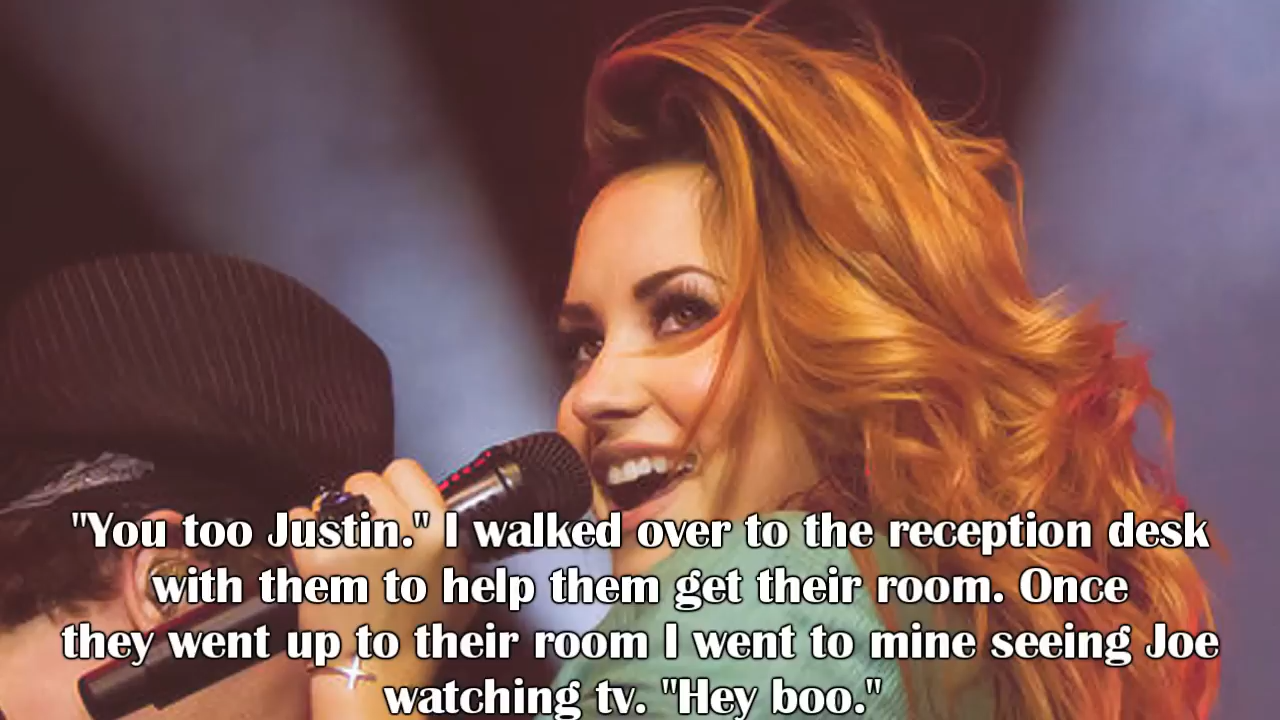 "You too Justin." I walked over to the reception desk
with them to help them get their room. Once
they went up to their room I went to mine seeing Joe
watching tv. "Hey boo."